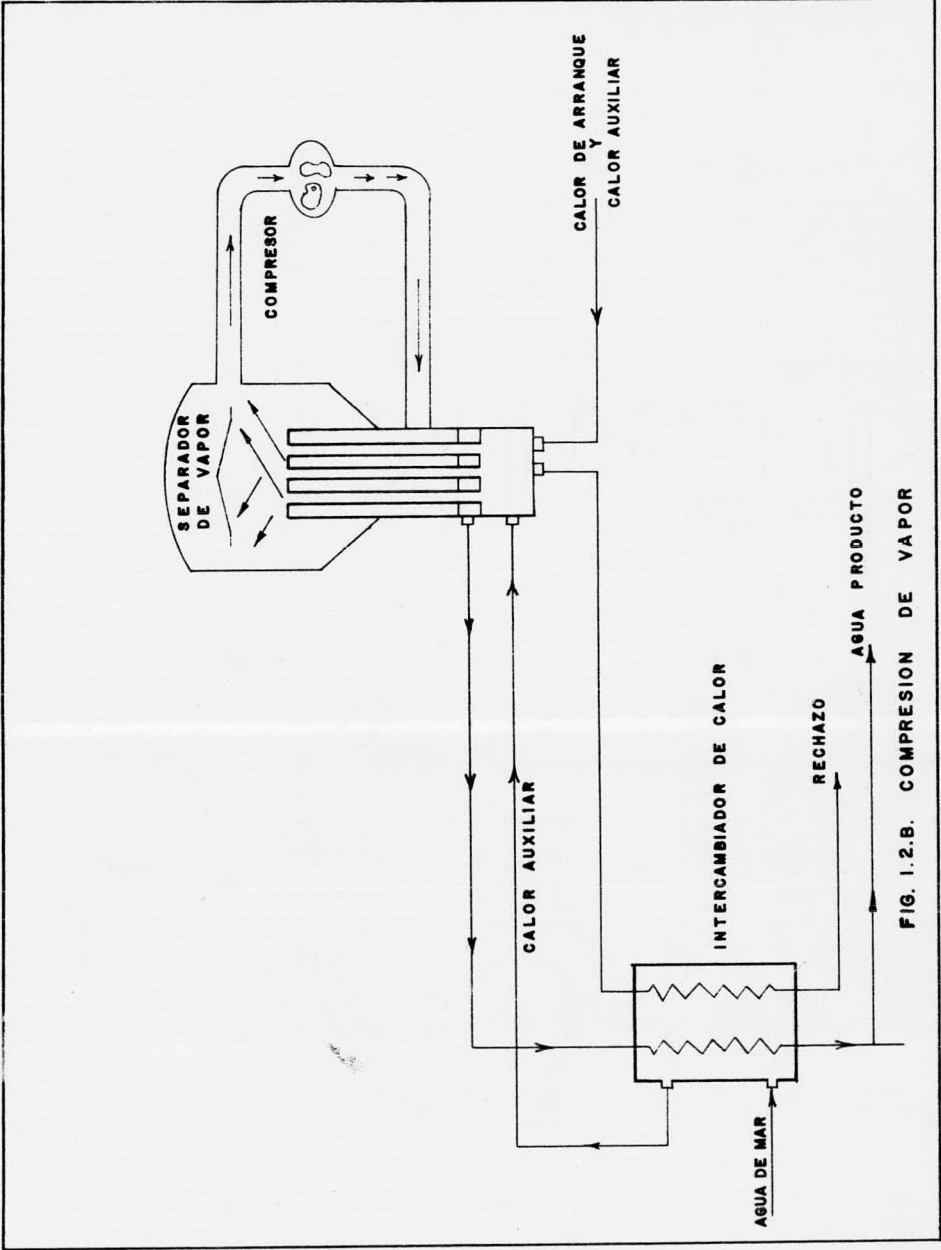 SEPARADOR
DE VAPOR
COMPRESOR
CALOR DE ARRANQUE
Y
CALOR AUXILIAR
CALOR AUXILIAR
INTERCAMBIADOR DE CALOR
AGUA DE MAR
RECHAZO
AGUA PRODUCTO
FIG. 1.2.B. COMPRESION DE VAPOR